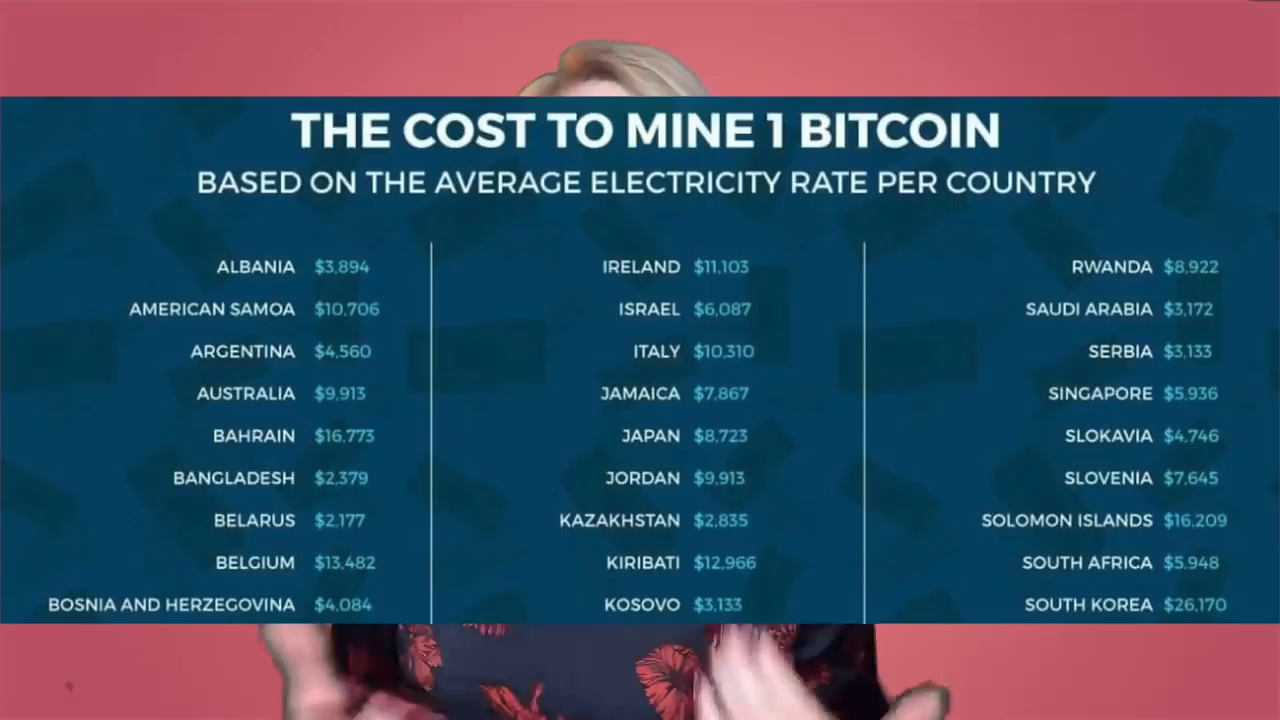 THE COST TO MINE 1 BITCOIN
BASED ON THE AVERAGE ELECTRICITY RATE PER COUNTRY
ALBANIA $3,894
AMERICAN SAMOA $10,706
ARGENTINA $4,560
AUSTRALIA $9,913
BAHRAIN $16,773
BANGLADESH $2,379
BELARUS $2,177
BELGIUM $13,482
BOSNIA AND HERZEGOVINA $4,084
IRELAND $11,103
ISRAEL $6,087
ITALY $10,310
JAMAICA $7,867
JAPAN $8,723
JORDAN $9,913
KAZAKHSTAN $2,835
KIRIBATI $12,966
KOSOVO $3,133
RWANDA $8,922
SAUDI ARABIA $3,172
SERBIA $3,133
SINGAPORE $5,936
SLOKAVIA $4,746
SLOVENIA $7,645
SOLOMON ISLANDS $16,209
SOUTH AFRICA $5,948
SOUTH KOREA $26,170